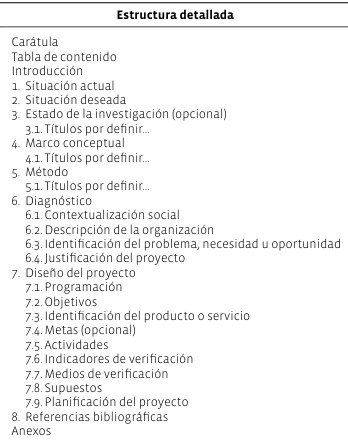 Estructura detallada
Carátula
Tabla de contenido
Introducción
1. Situación actual
2. Situación deseada
3. Estado de la investigación (opcional)
3.1. Títulos por definir...
4. Marco conceptual
4.1. Títulos por definir...
5. Método
5.1. Títulos por definir...
6. Diagnóstico
6.1. Contextualización social
6.2. Descripción de la organización
6.3. Identificación del problema, necesidad u oportunidad
6.4. Justificación del proyecto
7. Diseño del proyecto
7.1. Programación
7.2. Objetivos
7.3. Identificación del producto o servicio
7.4. Metas (opcional)
7.5. Actividades
7.6. Indicadores de verificación
7.7. Medios de verificación
7.8. Supuestos
7.9. Planificación del proyecto
8. Referencias bibliográficas
Anexos